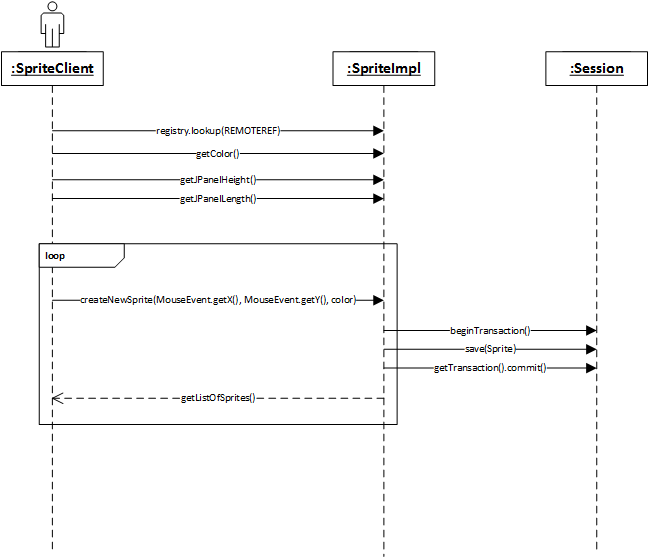 :SpriteClient
:SpriteImpl
:Session
registry.lookup(REMOTEREF)
getColor()
getJPanelHeight()
getJPanelLength()
loop
createNewSprite(MouseEvent.getX(), MouseEvent.getY(), color)
beginTransaction()
save(Sprite)
getTransaction().commit()
getListOfSprites()